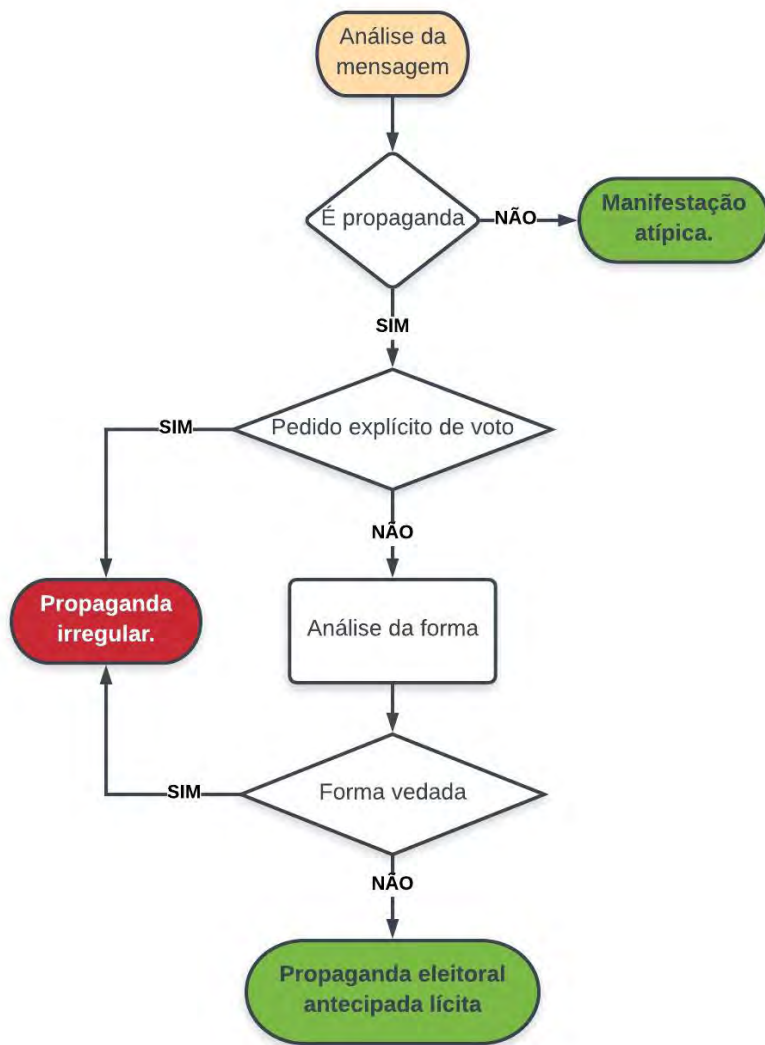 Análise da
mensagem
É propaganda
NÃO
Manifestação
atípica.
SIM
SIM
Pedido explícito de voto
NÃO
Propaganda
irregular.
Análise da forma
SIM
Forma vedada
NÃO
Propaganda eleitoral
antecipada lícita